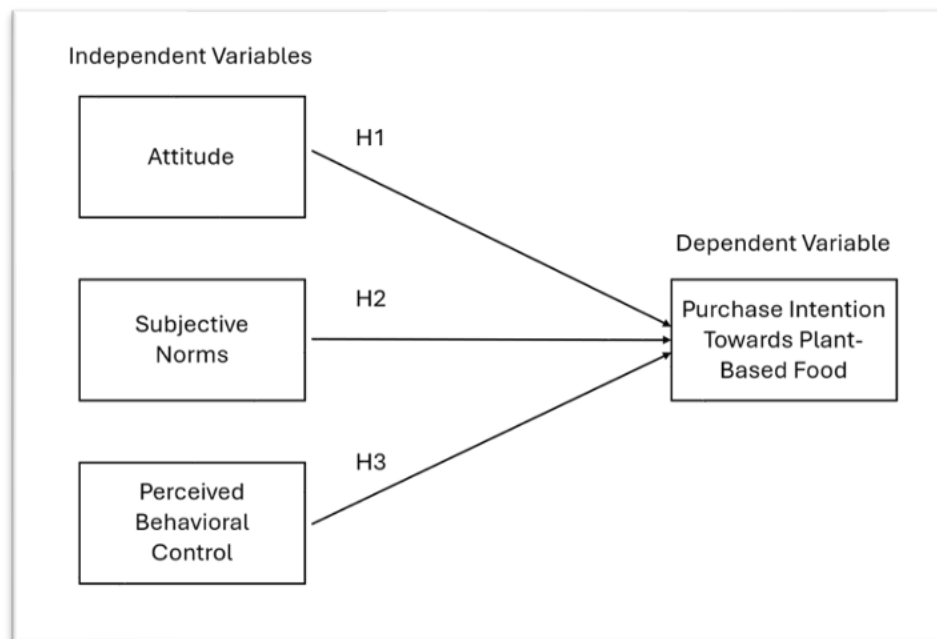 Independent Variables
Attitude
H1
Subjective
Norms
H2
Perceived
Behavioral
Control
H3
Dependent Variable
Purchase Intention
Towards Plant-
Based Food